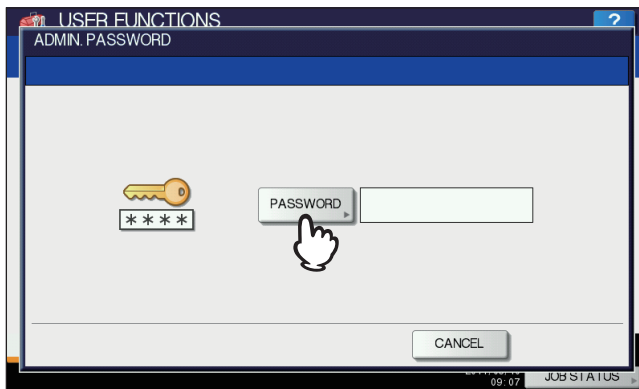 USER FUNCTIONS
?
ADMIN. PASSWORD
PASSWORD
****
CANCEL
09:07
JOB STATUS